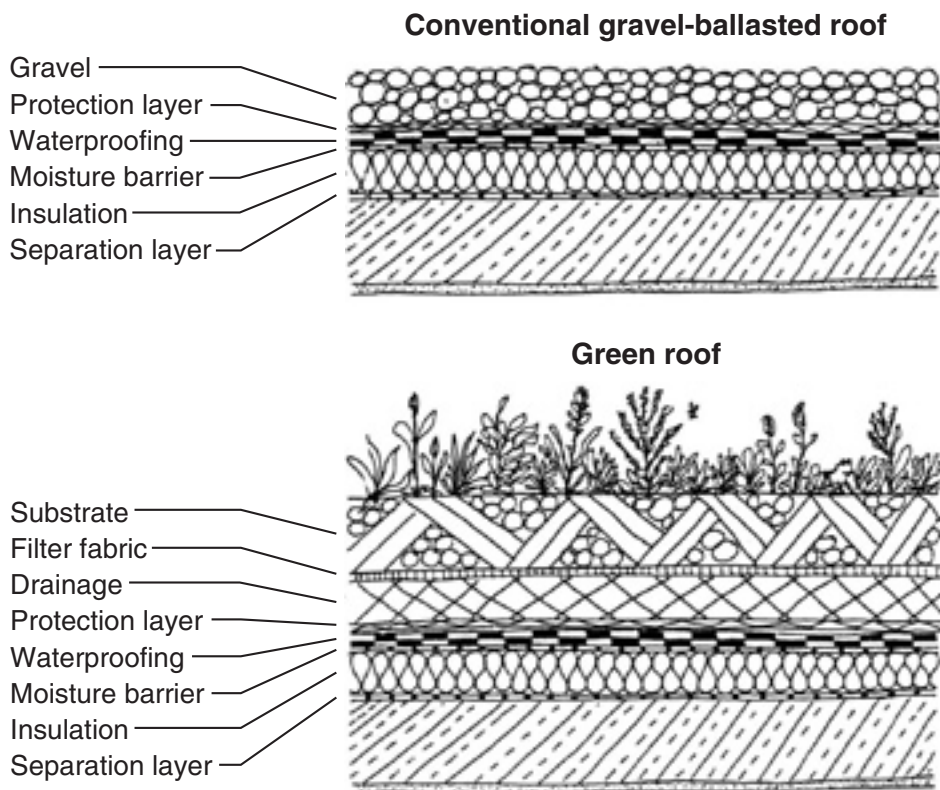 Conventional gravel-ballasted roof
Gravel
Protection layer
Waterproofing
Moisture barrier
Insulation
Separation layer
Green roof
Substrate
Filter fabric
Drainage
Protection layer
Waterproofing
Moisture barrier
Insulation
Separation layer